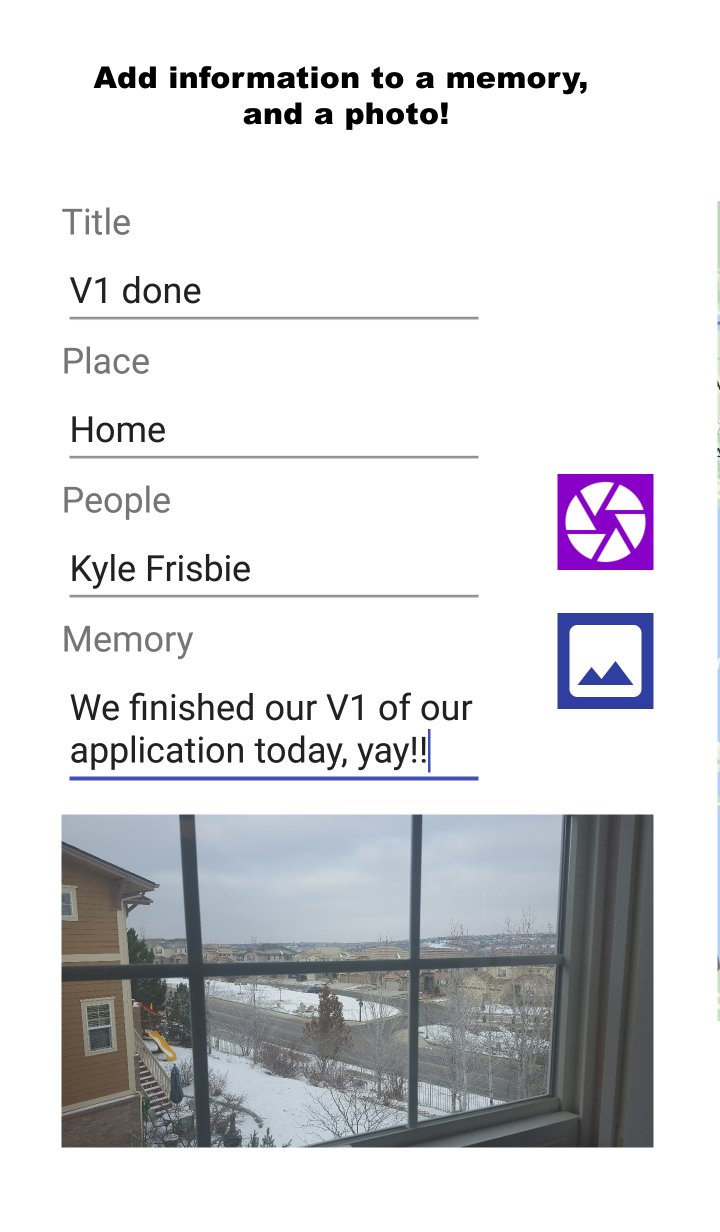 Add information to a memory,
and a photo!
Title
V1 done
Place
Home
People
Kyle Frisbie
Memory
We finished our V1 of our
application today, yay!!